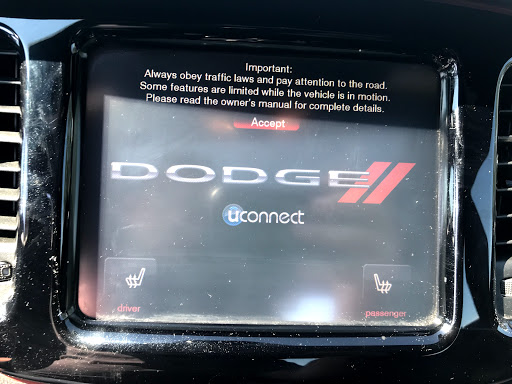 Important:
Always obey traffic laws and pay attention to the road.
Some features are limited while the vehicle is in motion.
Please read the owner's manual for complete details.
Accept
DODGE
uconnect
driver
passenger